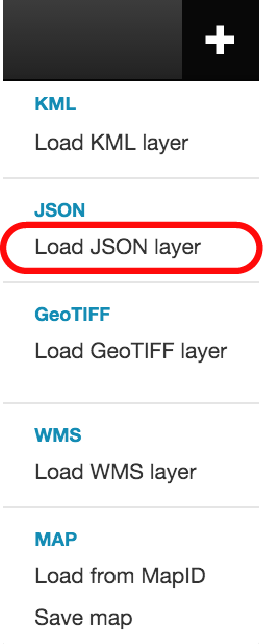 KML
Load KML layer
JSON
Load JSON layer
GeoTIFF
Load GeoTIFF layer
WMS
Load WMS layer
MAP
Load from MapID
Save map